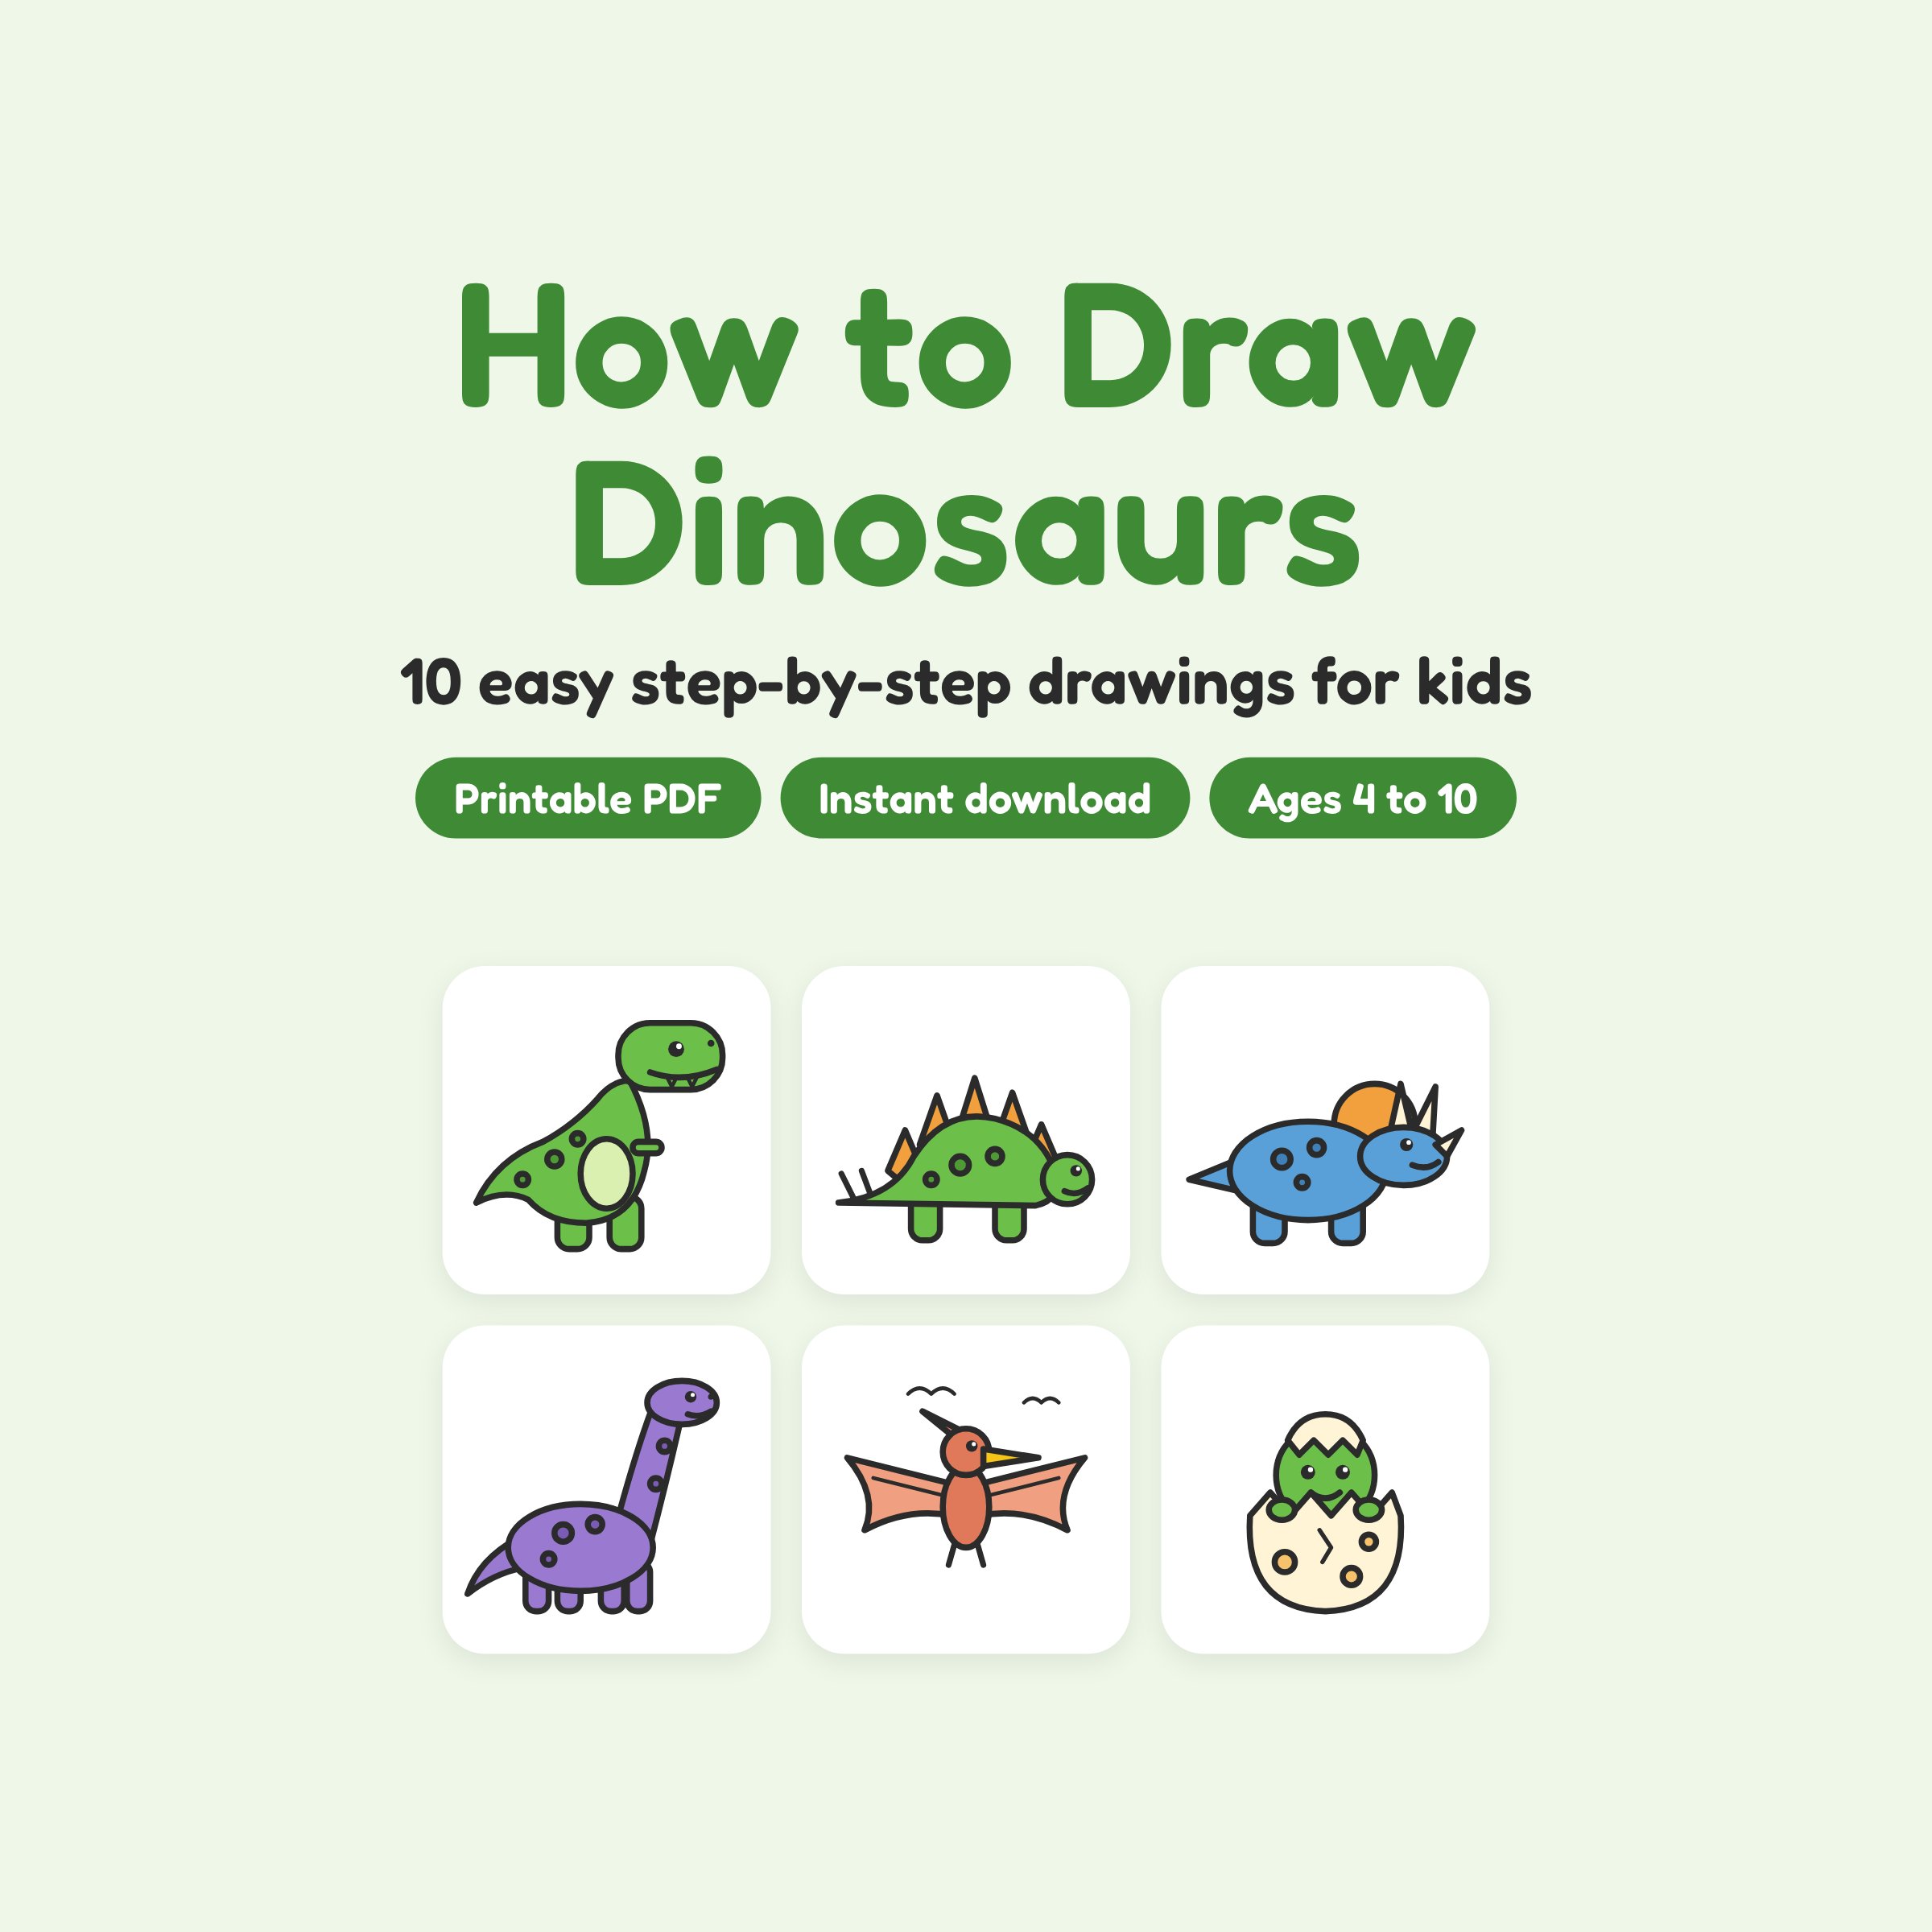 How to Draw
Dinosaurs
10 easy step-by-step drawings for kids
Printable PDF
Instant download
Ages 4 to 10